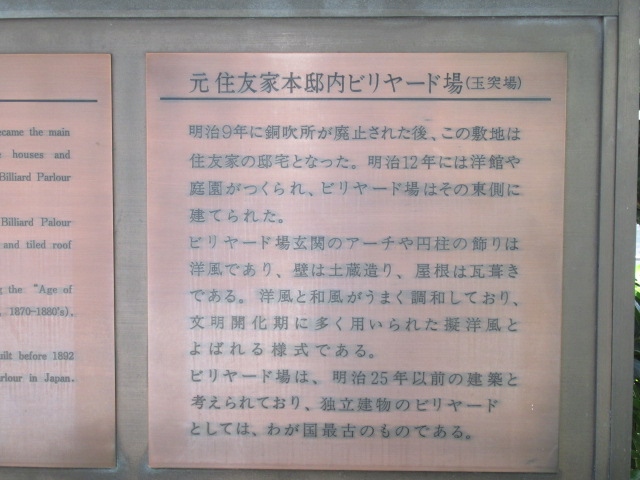 became the main
houses and
Billiard Parlour
Billiard Palour
and tiled roof
the "Age of
1870-1880's).
built before 1892
Parlour in Japan.
元 住友家本邸内ビリヤード場(玉突場)
明治9年に銅吹所が廃止された後、この敷地は
住友家の邸宅となった。明治12年には洋館や
庭園がつくられ、ビリヤード場はその東側に
建てられた。
ビリヤード場玄関のアーチや円柱の飾りは
洋風であり、壁は土蔵造り、屋根は瓦葺き
である。洋風と和風がうまく調和しており、
文明開化期に多く用いられた擬洋風と
よばれる様式である。
ビリヤード場は、明治25年以前の建築と
考えられており、独立建物のビリヤード
としては、わが国最古のものである。